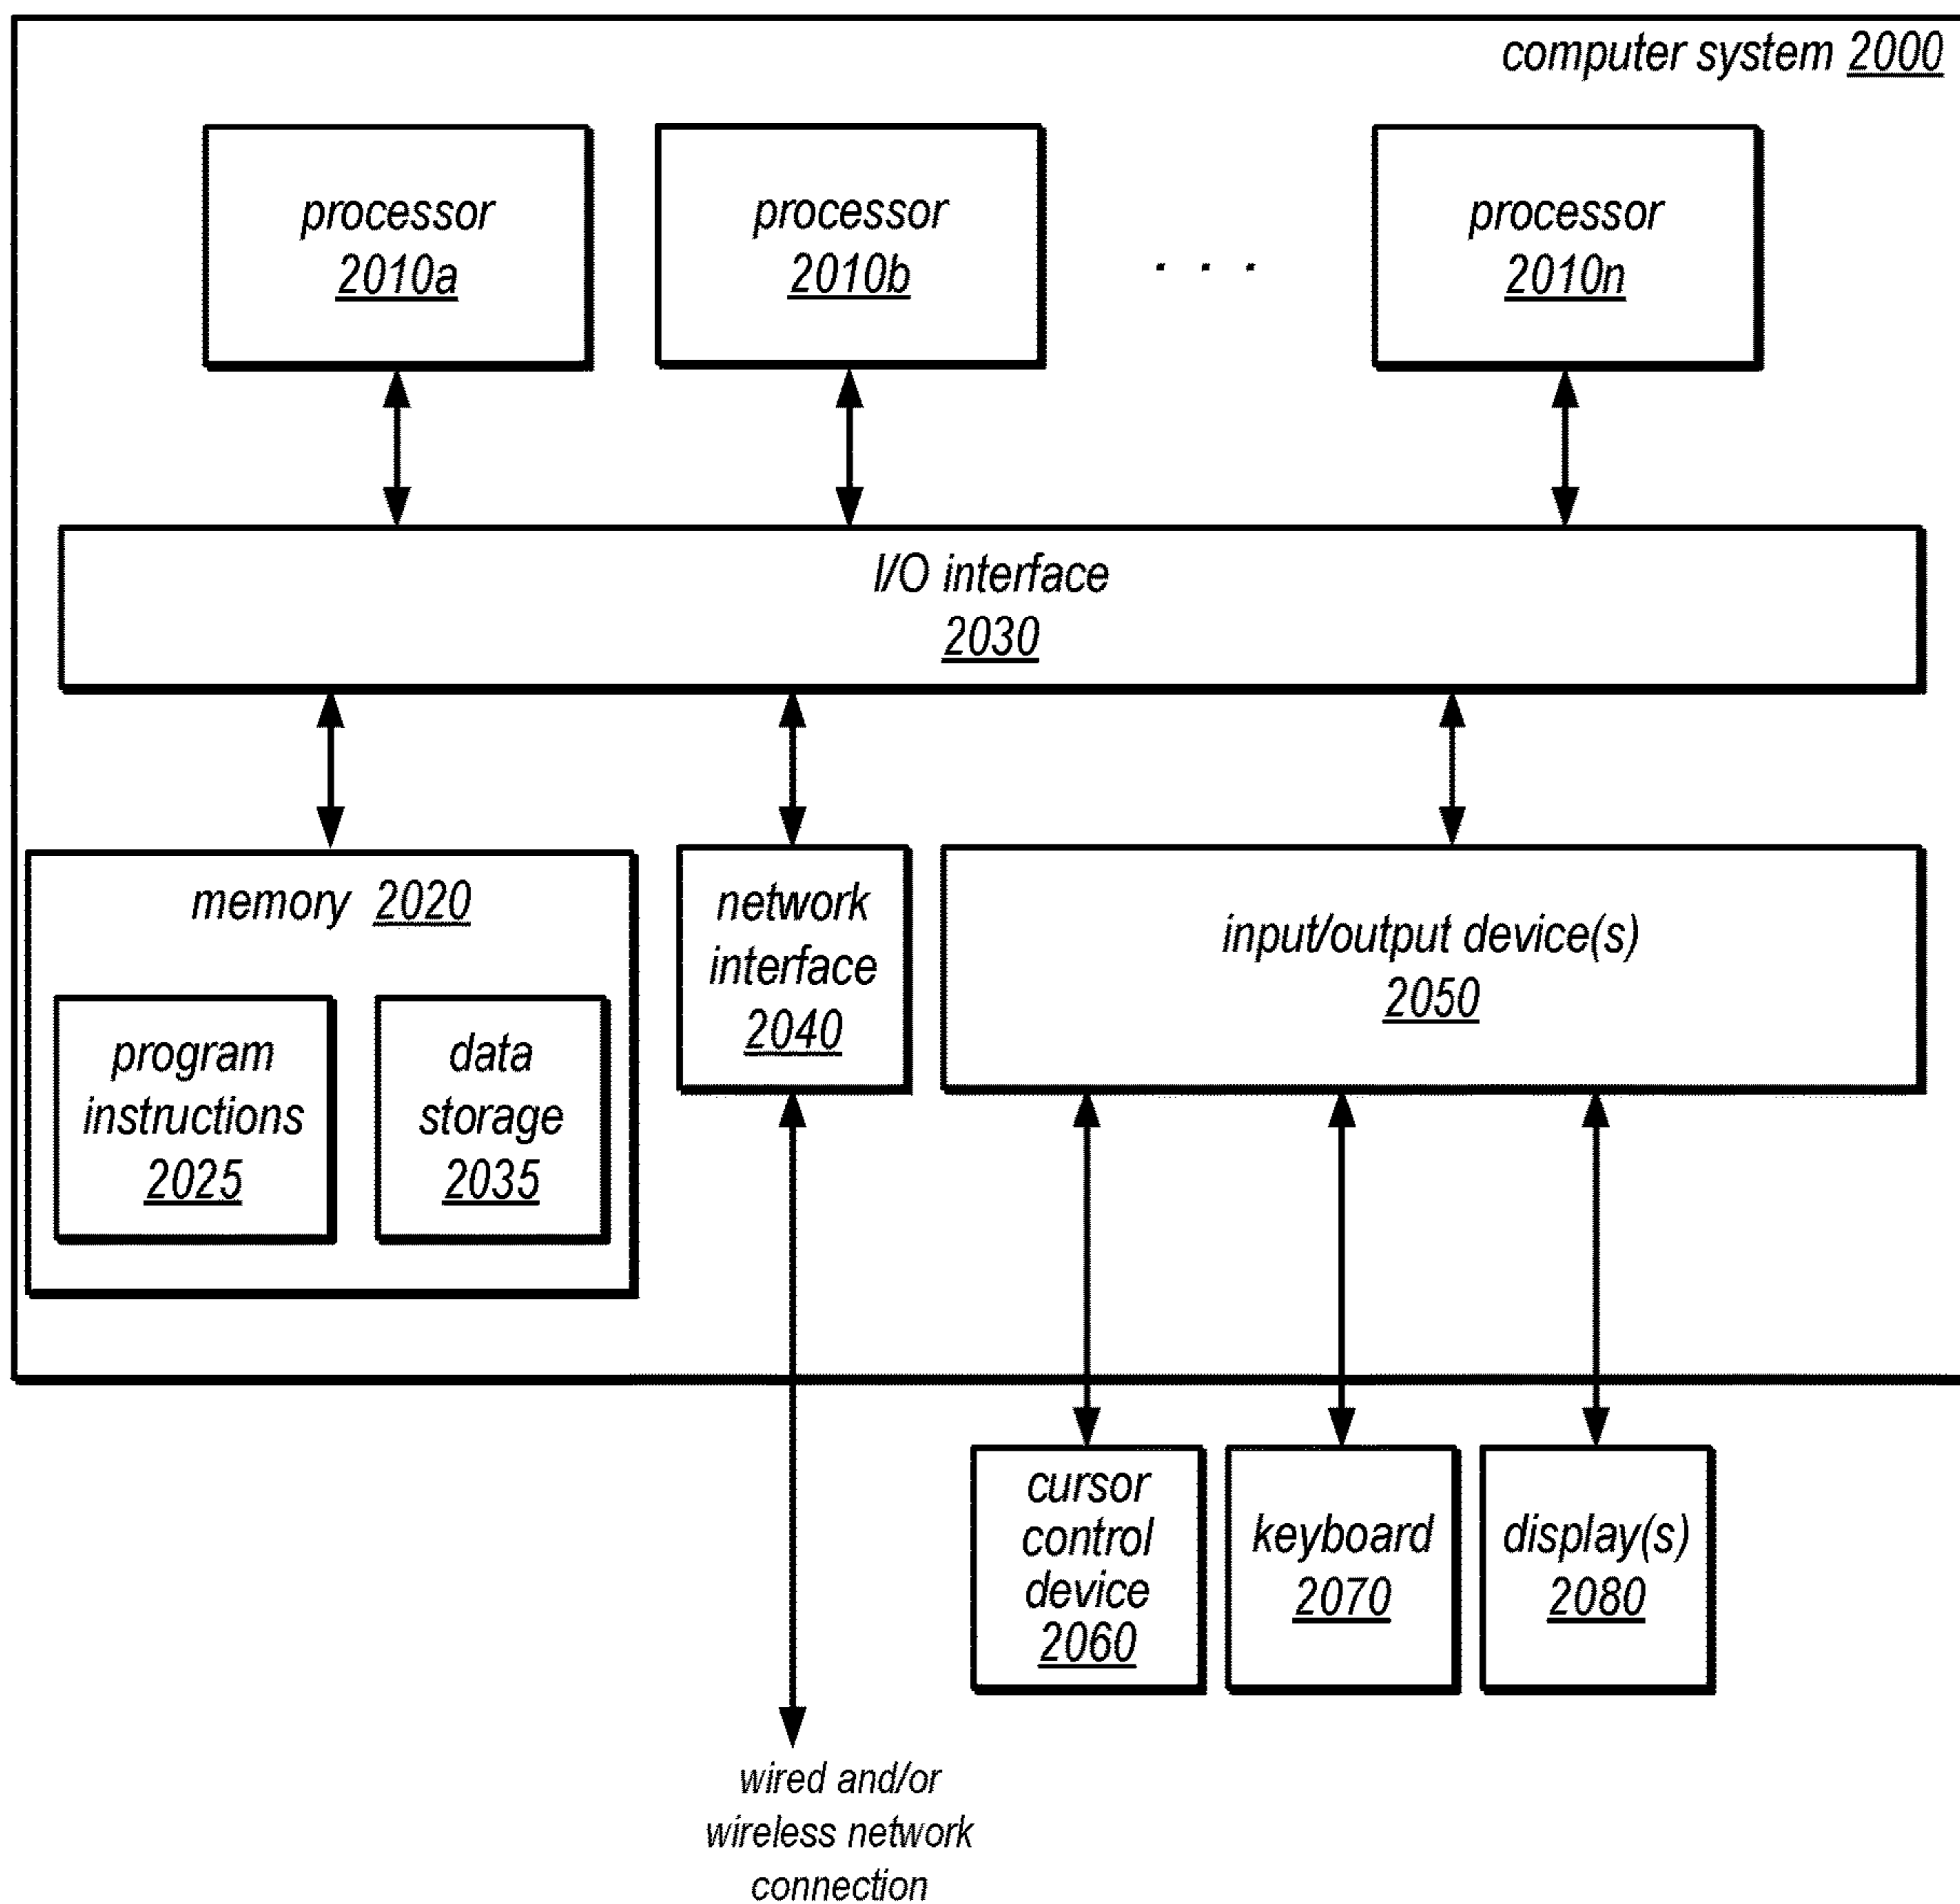 computer system 2000
processor
2010a
processor
2010b
. . .
processor
2010n
I/O interface
2030
memory 2020
program
instructions
2025
data
storage
2035
network
interface
2040
input/output device(s)
2050
cursor
control
device
2060
keyboard
2070
display(s)
2080
wired and/or
wireless network
connection